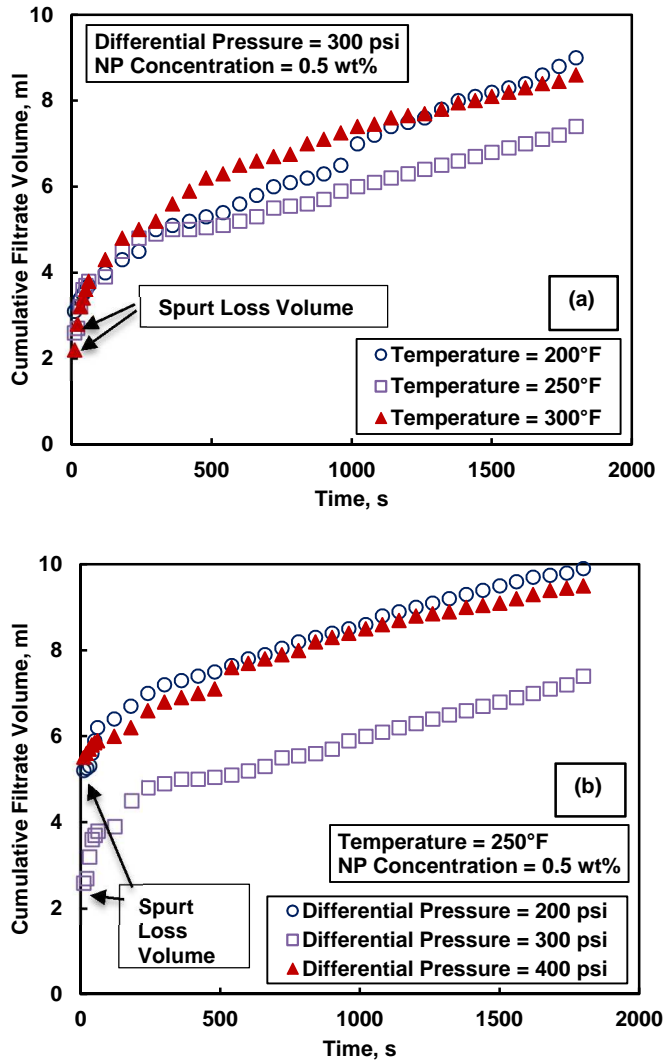 10
Differential Pressure = 300 psi
NP Concentration = 0.5 wt%
8
6
4
2
0
Cumulative Filtrate Volume, ml
(a)
Spurt Loss Volume
Temperature = 200°F
Temperature = 250°F
Temperature = 300°F
0 500 1000 1500 2000
Time, s
10
8
6
4
2
0
Cumulative Filtrate Volume, ml
(b)
Temperature = 250°F
NP Concentration = 0.5 wt%
Spurt
Loss
Volume
Differential Pressure = 200 psi
Differential Pressure = 300 psi
Differential Pressure = 400 psi
0 500 1000 1500 2000
Time, s